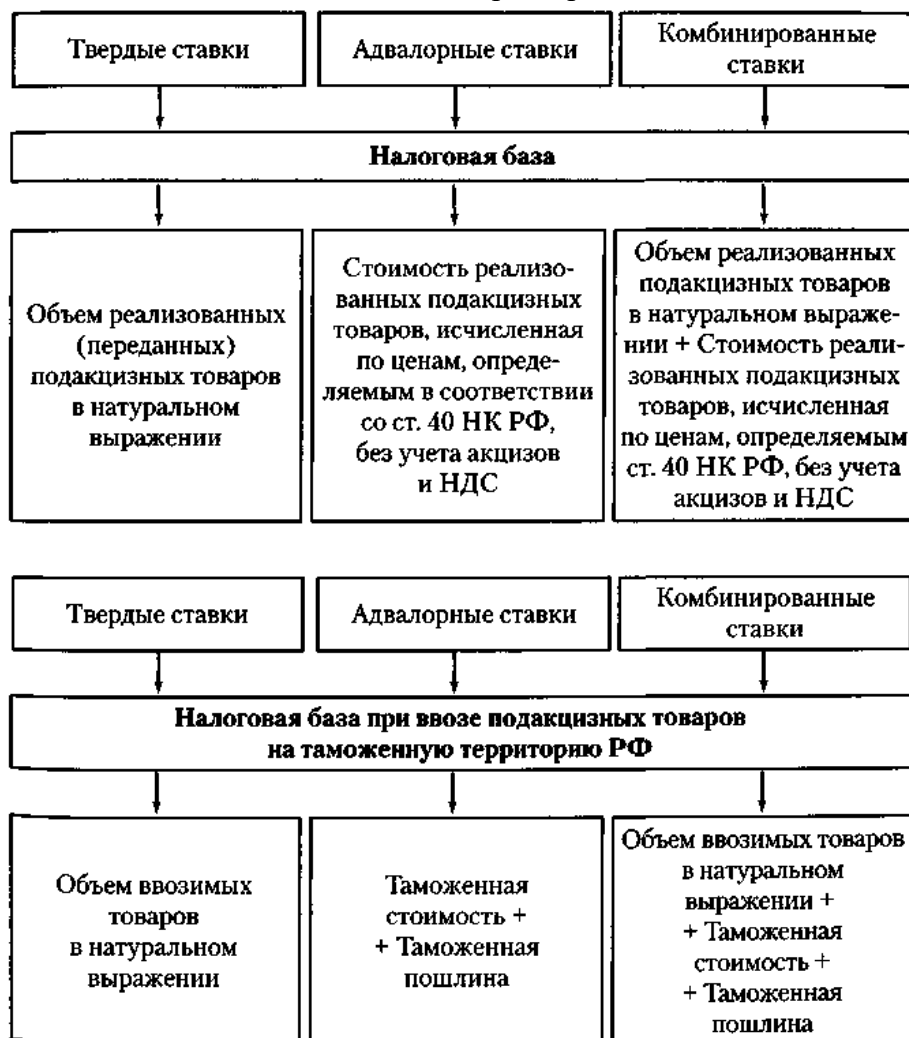 Твердые ставки
Адвалорные ставки
Комбинированные
ставки
Налоговая база
Объем реализованных
(переданных)
подакцизных товаров
в натуральном
выражении
Стоимость реализо-
ванных подакцизных
товаров, исчисленная
по ценам, опреде-
ляемым в соответствии
со ст. 40 НК РФ,
без учета акцизов
и НДС
Объем реализованных
подакцизных товаров
в натуральном выраже-
нии + Стоимость реали-
зованных подакцизных
товаров, исчисленная
по ценам, определяемым
ст. 40 НК РФ, без учета
акцизов и НДС
Твердые ставки
Адвалорные ставки
Комбинированные
ставки
Налоговая база при ввозе подакцизных товаров
на таможенную территорию РФ
Объем ввозимых
товаров
в натуральном
выражении
Таможенная
стоимость +
+ Таможенная
пошлина
Объем ввозимых товаров
в натуральном
выражении +
+ Таможенная
стоимость +
+ Таможенная
пошлина